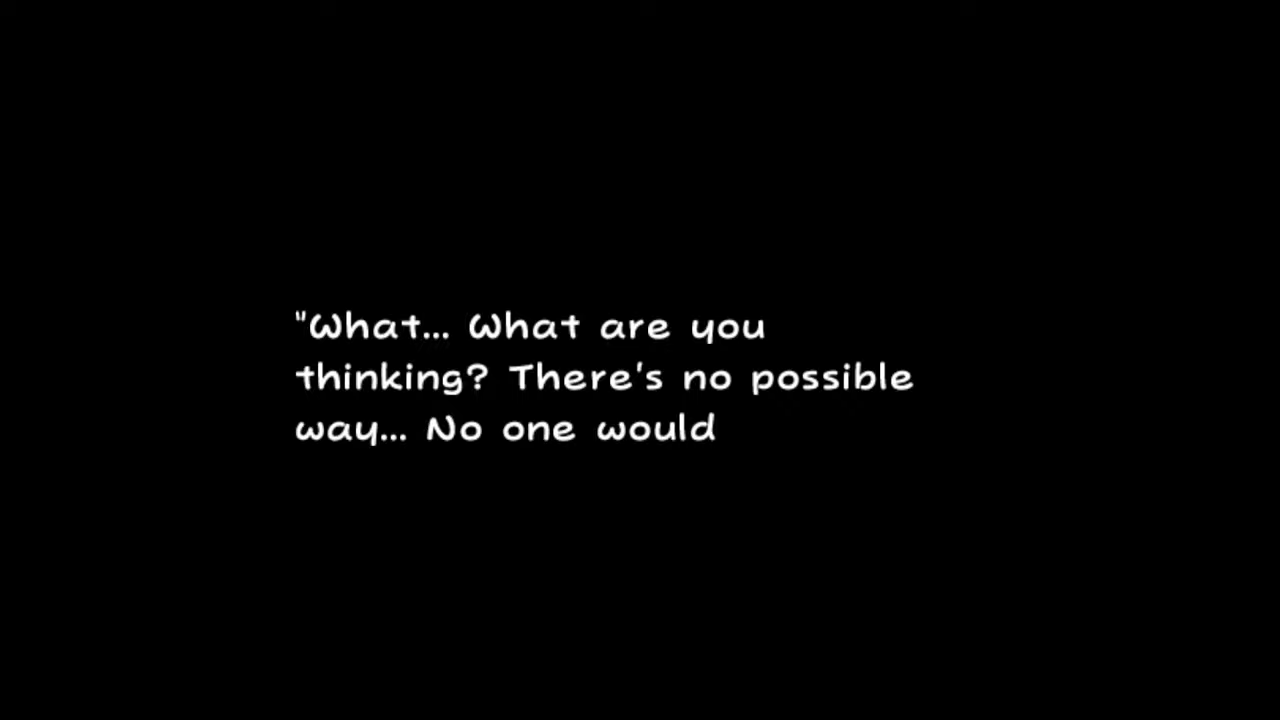 "What... What are you
thinking? There's no possible
way... No one would